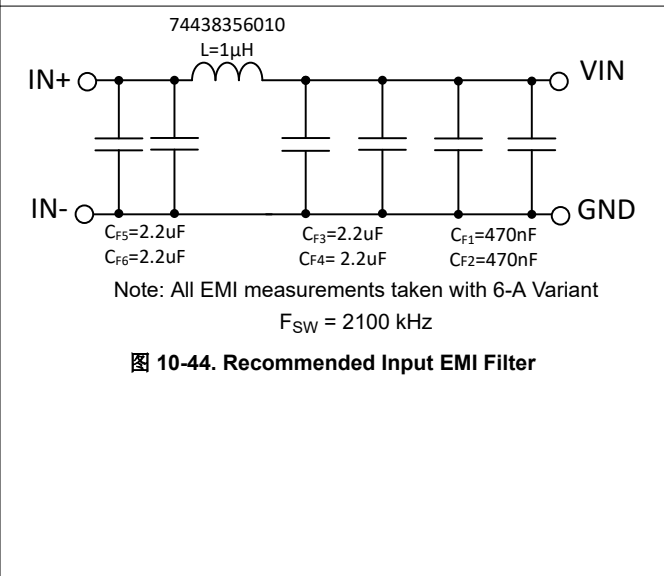 74438356010
L=1µH
IN+
VIN
IN-
GND
CF5=2.2uF
CF6=2.2uF
CF3=2.2uF
CF4= 2.2uF
CF1=470nF
CF2=470nF
Note: All EMI measurements taken with 6-A Variant
FSW = 2100 kHz
图 10-44. Recommended Input EMI Filter